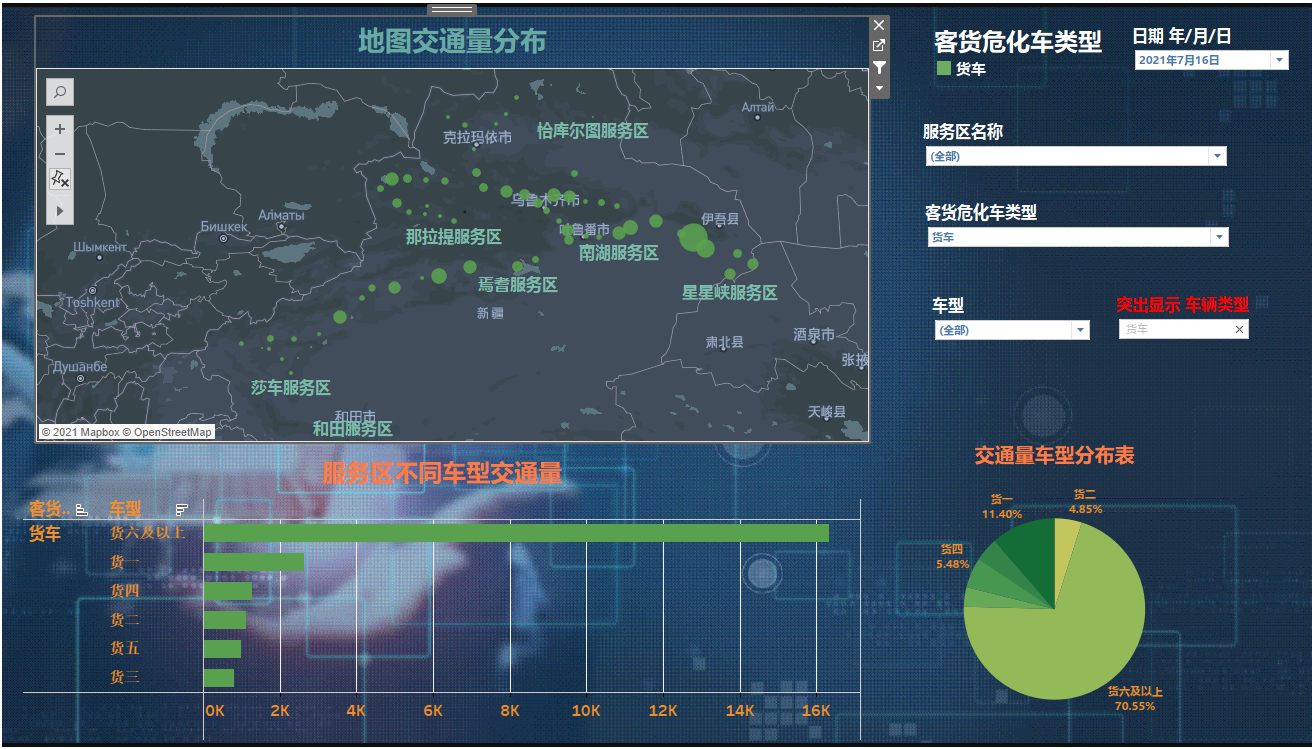 地图交通量分布
克拉玛依市
恰库尔图服务区
Алтай
乌鲁木齐市
Алматы
Бишкек
Шымкент
那拉提服务区
吐鲁番市
伊吾县
南湖服务区
焉耆服务区
星星峡服务区
Toshkent
新疆
肃北县
酒泉市
张掖
Душанбе
莎车服务区
和田市
和田服务区
天峻县
© 2021 Mapbox © OpenStreetMap
客货危化车类型
货车
日期 年/月/日
2021年7月16日
服务区名称
(全部)
客货危化车类型
货车
车型
(全部)
突出显示 车辆类型
货车
服务区不同车型交通量
客货.. 车型
货车 货六及以上
货一
货四
货二
货五
货三
0K 2K 4K 6K 8K 10K 12K 14K 16K
交通量车型分布表
货一
11.40%
货二
4.85%
货四
5.48%
货六及以上
70.55%